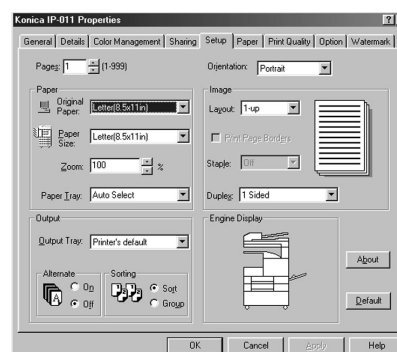 Konica IP-011 Properties
General Details Color Management Sharing Setup Paper Print Quality Option Watermark
Pages: 1 (1-999)
Orientation: Portrait
Paper
Original Paper: Letter(8.5x11in)
Paper Size: Letter(8.5x11in)
Zoom: 100 %
Paper Tray: Auto Select
Image
Layout: 1-up
Print Page Borders
Staple: Off
Duplex: 1 Sided
Output
Output Tray: Printer's default
Alternate
On
Off
Sorting
Sort
Group
Engine Display
About
Default
OK Cancel Apply Help